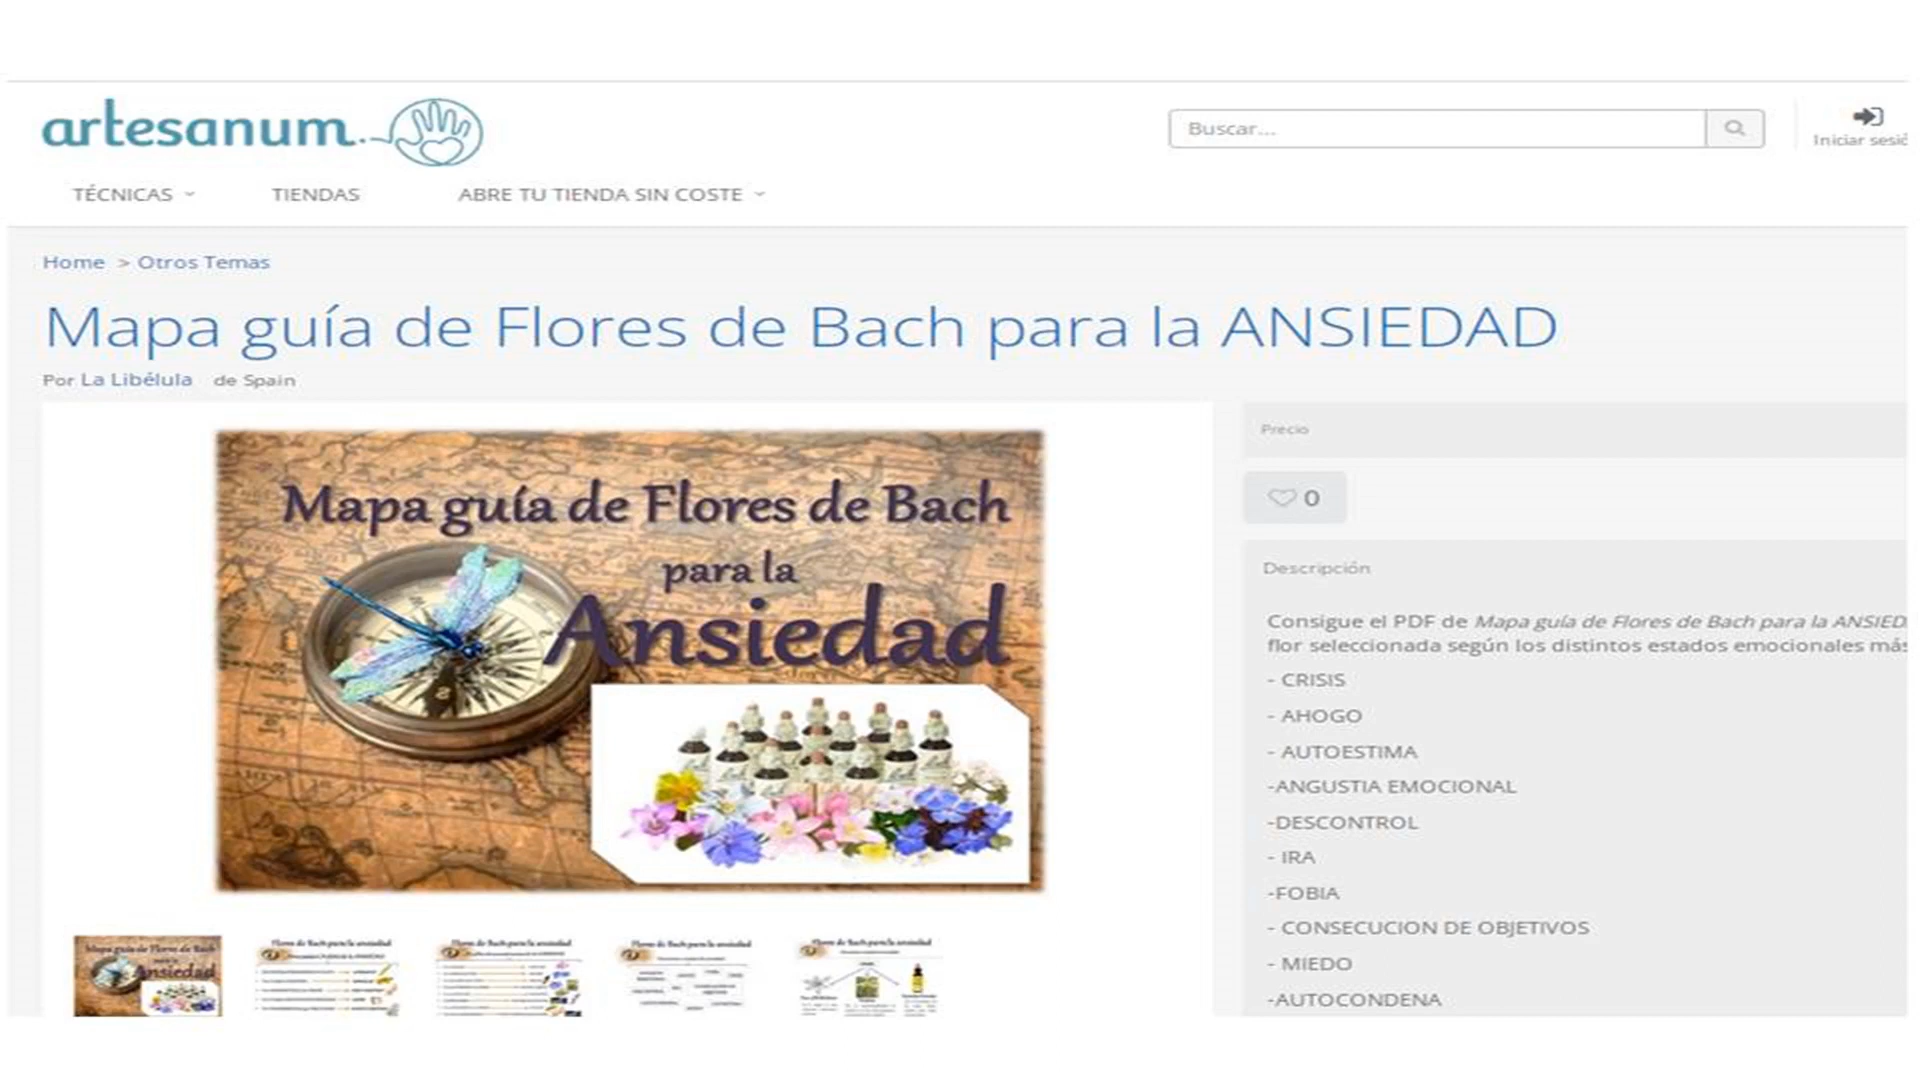 artesanum
Buscar...
Iniciar sesió
TÉCNICAS
TIENDAS
ABRE TU TIENDA SIN COSTE
Home > Otros Temas
Mapa guía de Flores de Bach para la ANSIEDAD
Por La Libélula de Spain
Mapa guía de Flores de Bach
para la
Ansiedad
Precio
0
Descripción
Consigue el PDF de Mapa guía de Flores de Bach para la ANSIED
flor seleccionada según los distintos estados emocionales más
- CRISIS
- AHOGO
- AUTOESTIMA
-ANGUSTIA EMOCIONAL
-DESCONTROL
- IRA
-FOBIA
- CONSECUCION DE OBJETIVOS
- MIEDO
-AUTOCONDENA
Mapa guía de Flores de Bach
Ansiedad
Flores de Bach para la ansiedad
Flores de Bach para la ansiedad
Flores de Bach para la ansiedad
Flores de Bach para la ansiedad